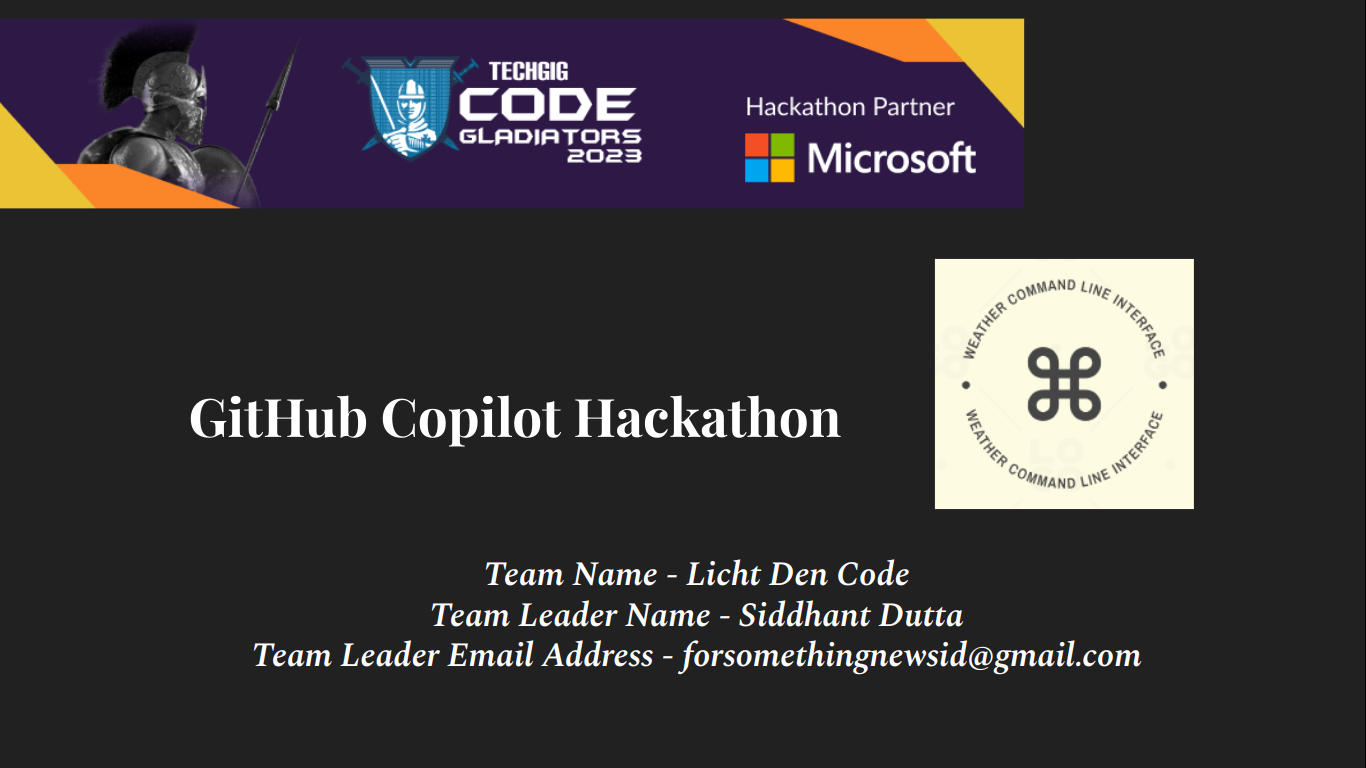 TECHGIG
CODE
GLADIATORS
2023
Hackathon Partner
Microsoft
WEATHER COMMAND LINE INTERFACE
WEATHER COMMAND LINE INTERFACE
GitHub Copilot Hackathon
Team Name - Licht Den Code
Team Leader Name - Siddhant Dutta
Team Leader Email Address - forsomethingnewsid@gmail.com